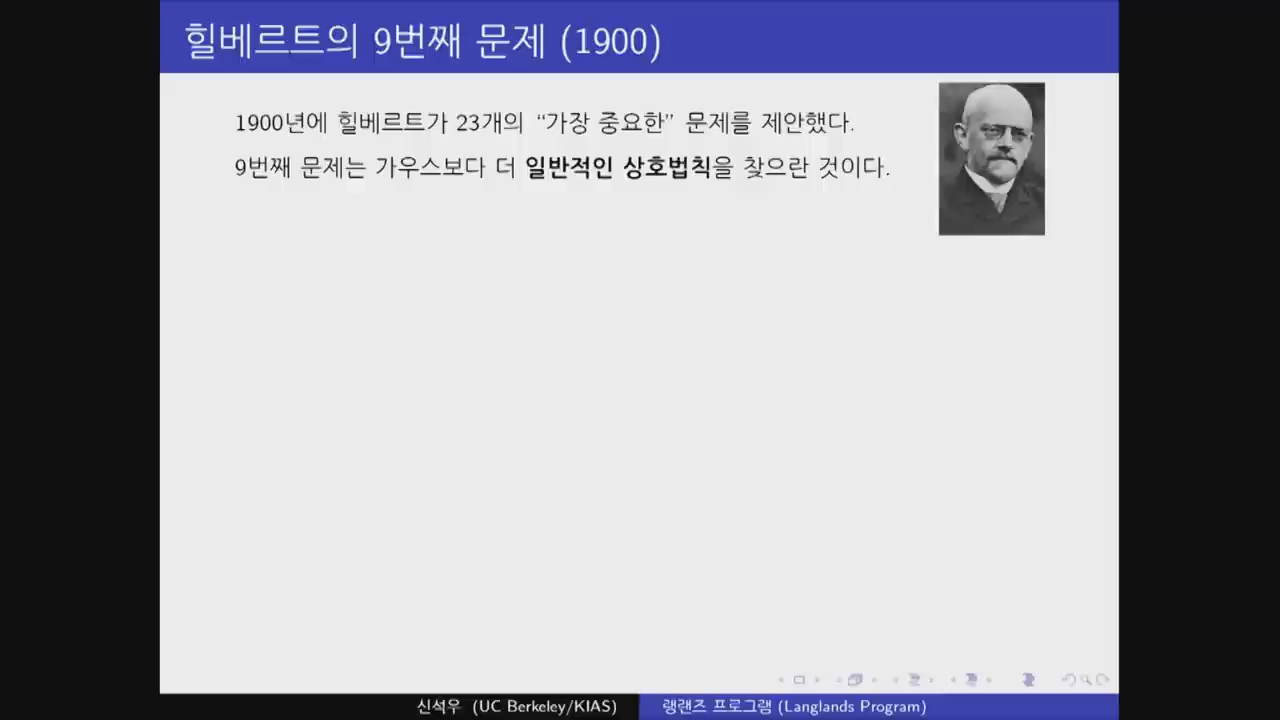 힐베르트의 9번째 문제 (1900)
1900년에 힐베르트가 23개의 “가장 중요한” 문제를 제안했다.
9번째 문제는 가우스보다 더 일반적인 상호법칙을 찾으란 것이다.
신석우 (UC Berkeley/KIAS)
랭랜즈 프로그램 (Langlands Program)